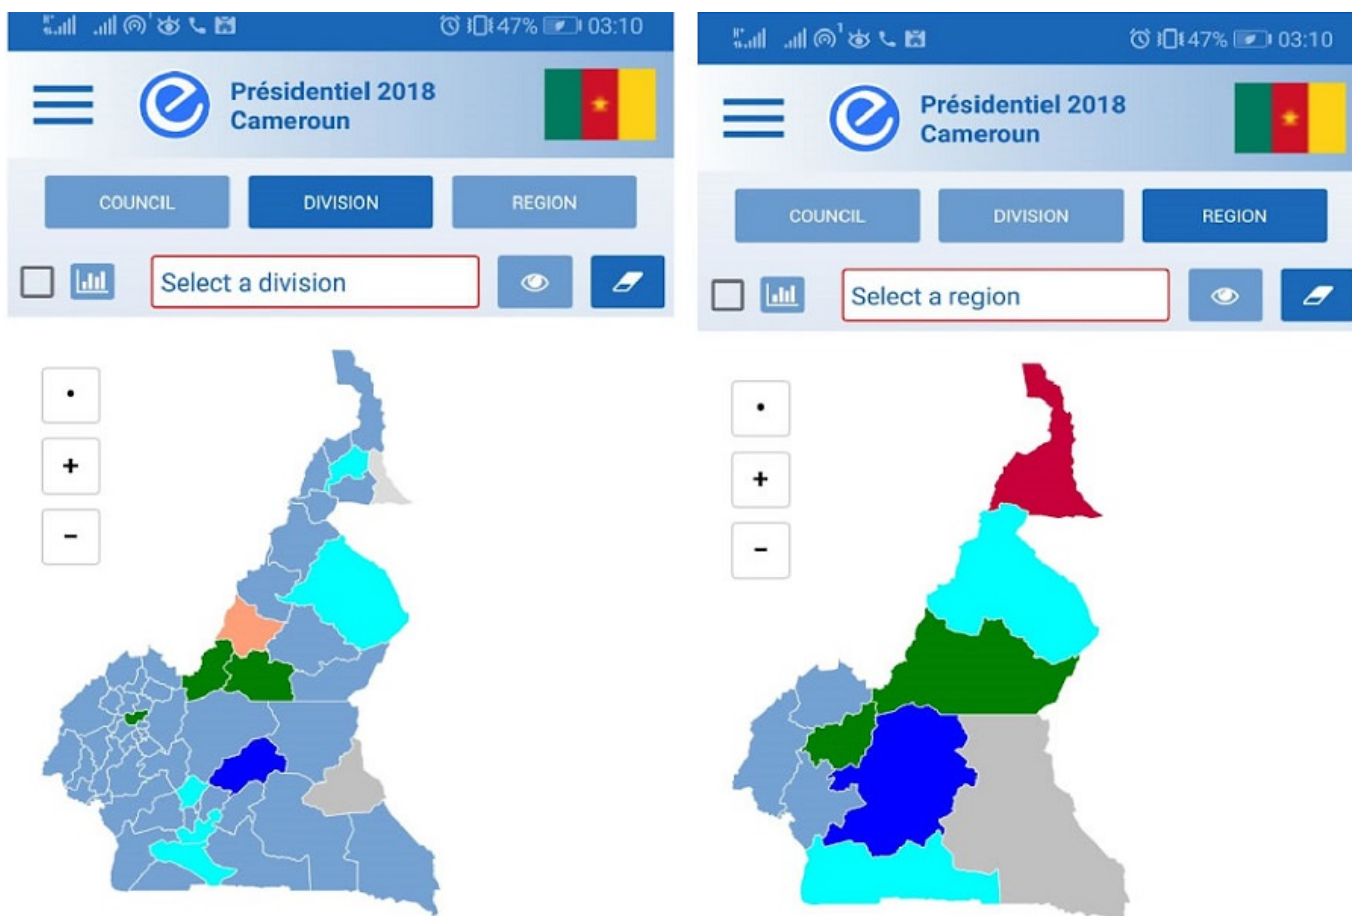 47% 03:10
Présidentiel 2018
Cameroun
COUNCIL DIVISION REGION
Select a division
+
−
47% 03:10
Présidentiel 2018
Cameroun
COUNCIL DIVISION REGION
Select a region
+
−